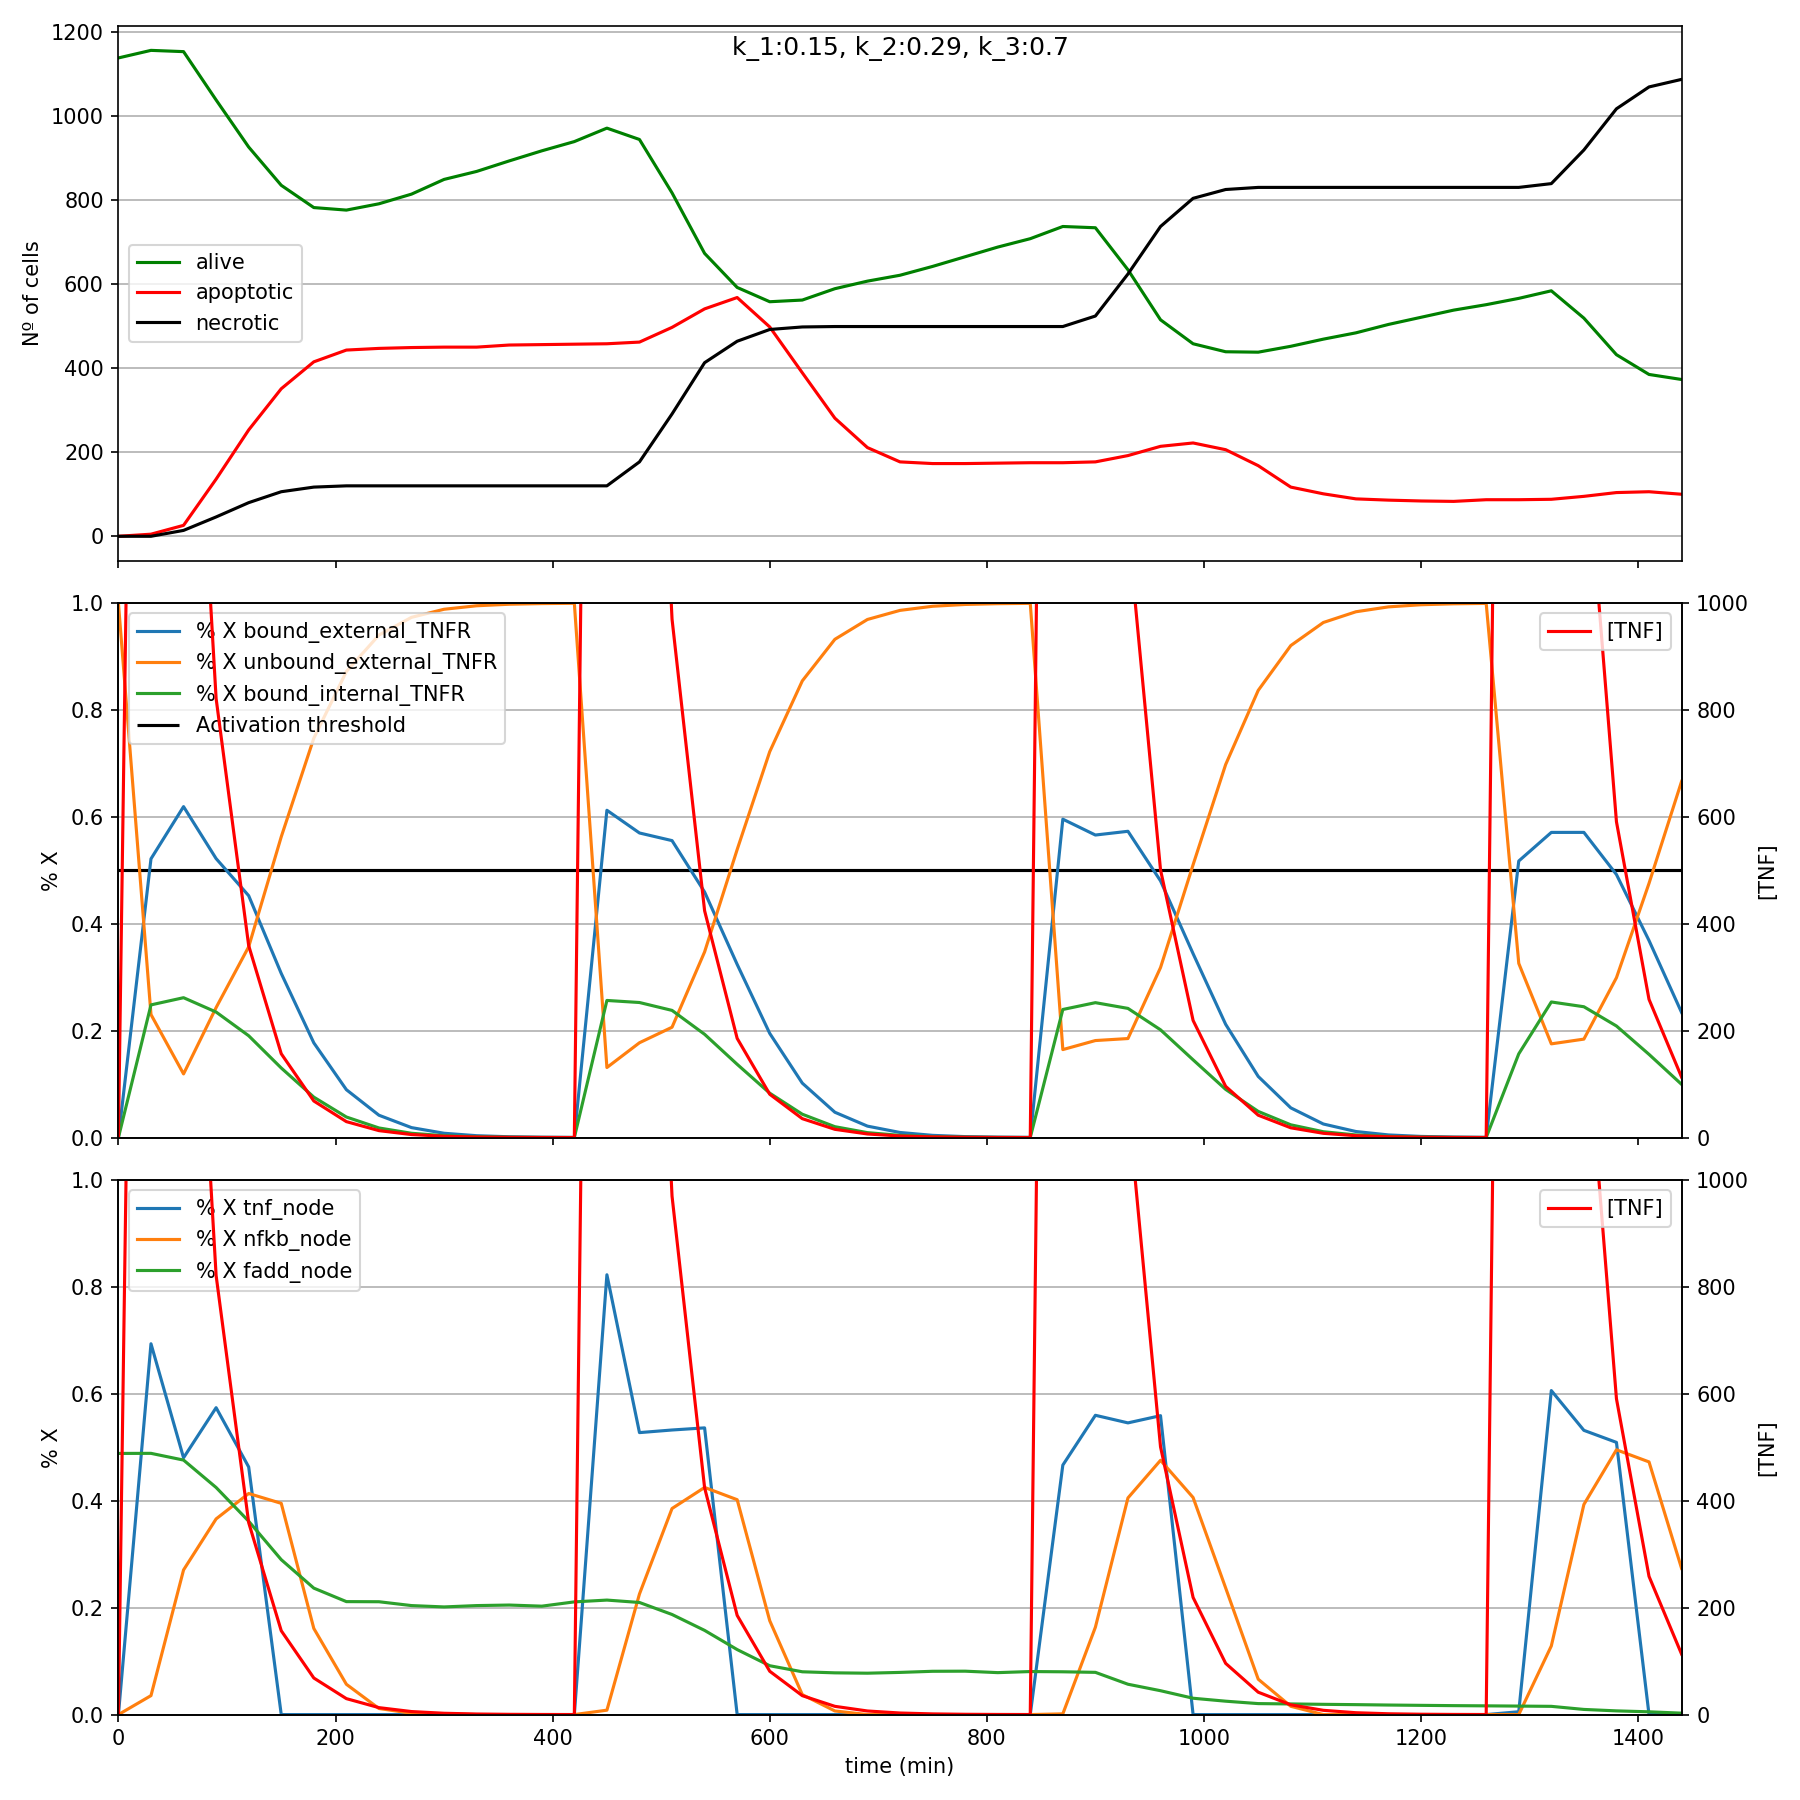 k_1:0.15, k_2:0.29, k_3:0.7
1200
1000
800
600
400
200
0
Nº of cells
alive
apoptotic
necrotic
1.0
0.8
0.6
0.4
0.2
0.0
% X
% X bound_external_TNFR
% X unbound_external_TNFR
% X bound_internal_TNFR
Activation threshold
[TNF]
1000
800
600
400
200
0
[TNF]
1.0
0.8
0.6
0.4
0.2
0.0
% X
% X tnf_node
% X nfkb_node
% X fadd_node
[TNF]
1000
800
600
400
200
0
[TNF]
0 200 400 600 800 1000 1200 1400
time (min)